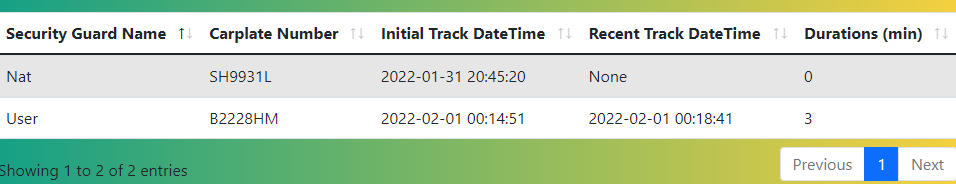 Security Guard Name Carplate Number Initial Track DateTime Recent Track DateTime Durations (min)
Nat SH9931L 2022-01-31 20:45:20 None 0
User B2228HM 2022-02-01 00:14:51 2022-02-01 00:18:41 3
Showing 1 to 2 of 2 entries Previous 1 Next